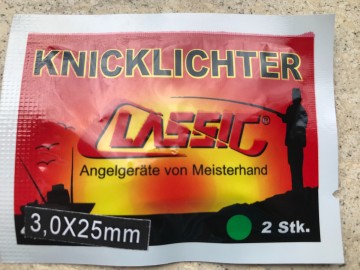 KNICKLICHTER
CLASSIC®
Angelgeräte von Meisterhand
3,0X25mm
2 Stk.